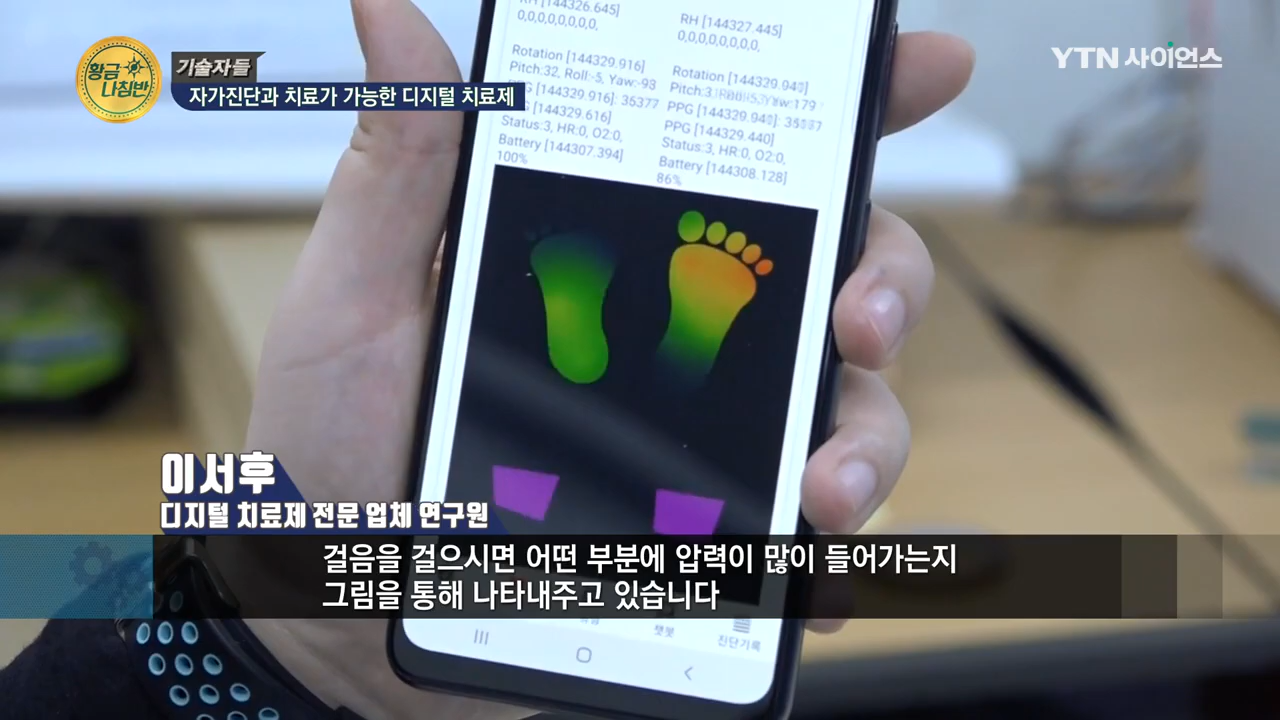 황금
나침반
기술자들
자가진단과 치료가 가능한 디지털 치료제
YTN 사이언스
RH [144326.645]
0,0,0,0,0,0,0,
Rotation [144329.916]
Pitch:32, Roll:-5, Yaw:-93
[144329.916]: 35377
[144329.616]
Status:3, HR:0, O2:0,
Battery [144307.394]
100%
RH [144327.445]
0,0,0,0,0,0,0,
Rotation [144329.940]
PPG [144329.940]:
PPG [144329.440]
Status:3, HR:0, O2:0,
Battery [144308.128]
86%
이서후
디지털 치료제 전문 업체 연구원
걸음을 걸으시면 어떤 부분에 압력이 많이 들어가는지
그림을 통해 나타내주고 있습니다
챗봇
진단기록